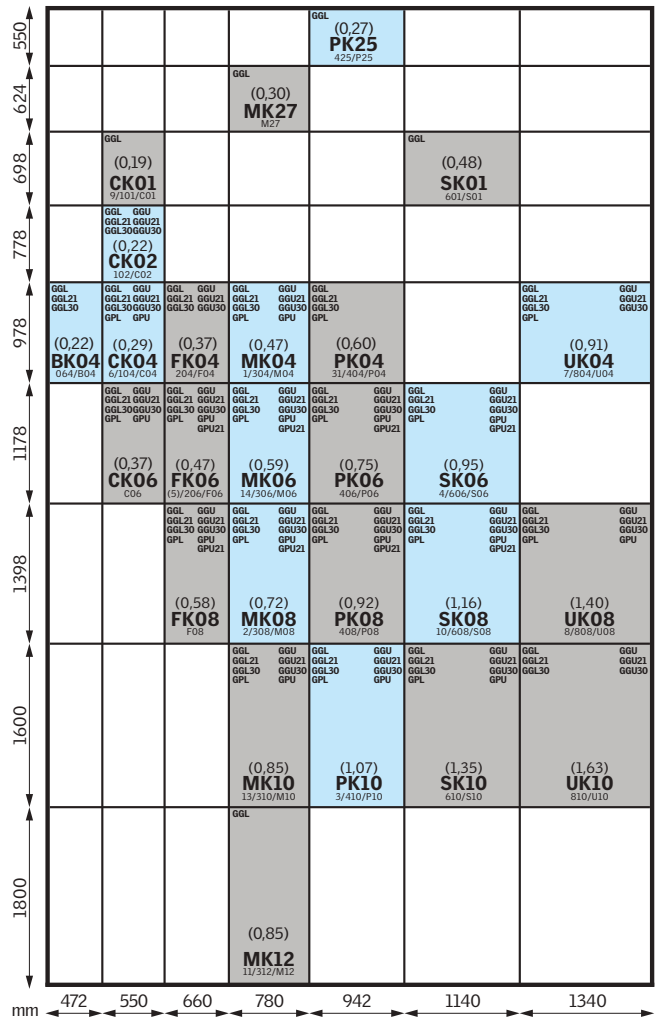 550
GGL
(0,27)
PK25
425/P25
624
GGL
(0,30)
MK27
M27
698
GGL
(0,19)
CK01
9/101/C01
GGL
(0,48)
SK01
601/S01
778
GGL GGU
GGL21 GGU21
GGL30 GGU30
(0,22)
CK02
102/C02
978
GGL
GGL21
GGL30
(0,22)
BK04
064/B04
GGL GGU
GGL21 GGU21
GGL30 GGU30
GPL GPU
(0,29)
CK04
6/104/C04
GGL GGU
GGL21 GGU21
GGL30 GGU30
(0,37)
FK04
204/F04
GGL GGU
GGL21 GGU21
GGL30 GGU30
GPL GPU
(0,47)
MK04
1/304/M04
GGL
GGL21
GGL30
GPL
(0,60)
PK04
31/404/P04
GGL GGU
GGL21 GGU21
GGL30 GGU30
GPL
(0,91)
UK04
7/804/U04
1178
GGL GGU
GGL21 GGU21
GGL30 GGU30
GPL GPU
(0,37)
CK06
C06
GGL GGU
GGL21 GGU21
GGL30 GGU30
GPL GPU
GPU21
(0,47)
FK06
(5)/206/F06
GGL GGU
GGL21 GGU21
GGL30 GGU30
GPL GPU
GPU21
(0,59)
MK06
14/306/M06
GGL GGU
GGL21 GGU21
GGL30 GGU30
GPL GPU
GPU21
(0,75)
PK06
406/P06
GGL GGU
GGL21 GGU21
GGL30 GGU30
GPL GPU
GPU21
(0,95)
SK06
4/606/S06
1398
GGL GGU
GGL21 GGU21
GGL30 GGU30
GPL GPU
GPU21
(0,58)
FK08
F08
GGL GGU
GGL21 GGU21
GGL30 GGU30
GPL GPU
GPU21
(0,72)
MK08
2/308/M08
GGL GGU
GGL21 GGU21
GGL30 GGU30
GPL GPU
GPU21
(0,92)
PK08
408/P08
GGL GGU
GGL21 GGU21
GGL30 GGU30
GPL GPU
GPU21
(1,16)
SK08
10/608/S08
GGL GGU
GGL21 GGU21
GGL30 GGU30
GPL GPU
(1,40)
UK08
8/808/U08
1600
GGL GGU
GGL21 GGU21
GGL30 GGU30
GPL GPU
(0,85)
MK10
13/310/M10
GGL GGU
GGL21 GGU21
GGL30 GGU30
GPL GPU
(1,07)
PK10
3/410/P10
GGL GGU
GGL21 GGU21
GGL30 GGU30
GPL GPU
(1,35)
SK10
610/S10
GGL GGU
GGL21 GGU21
GGL30 GGU30
(1,63)
UK10
810/U10
1800
GGL
(0,85)
MK12
11/312/M12
mm 472 550 660 780 942 1140 1340